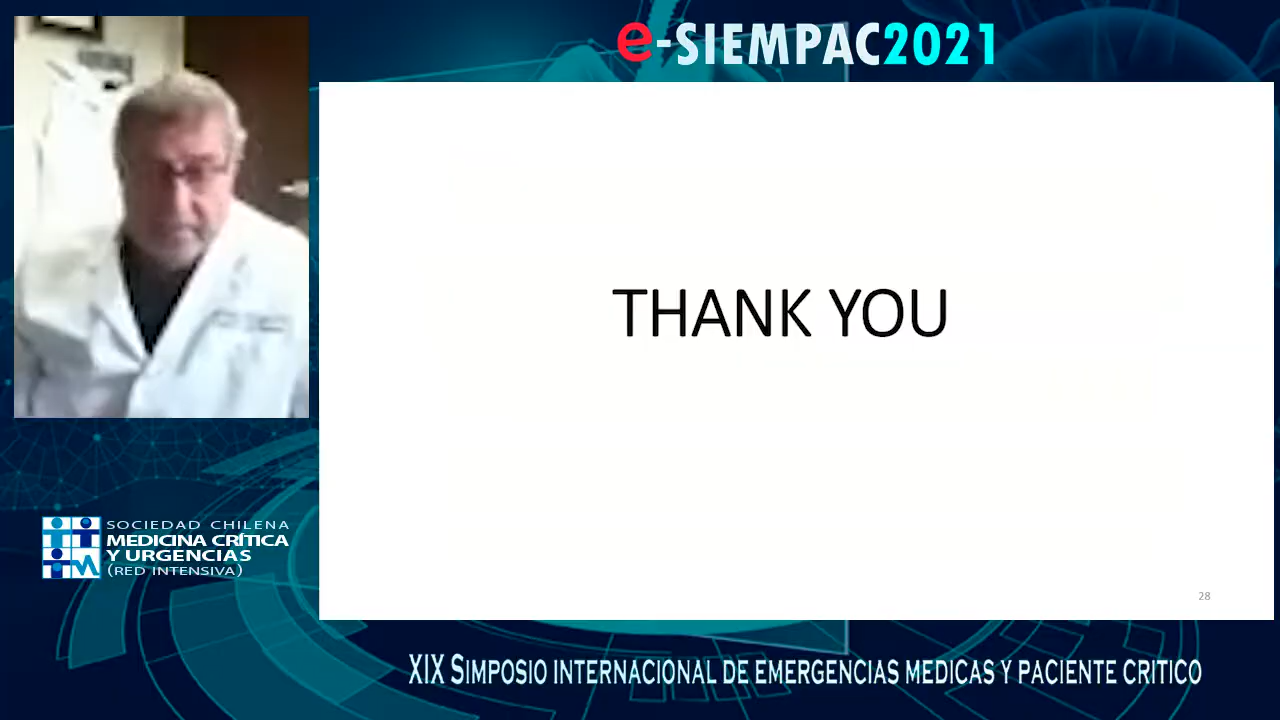 e-SIEMPAC2021
THANK YOU
28
SOCIEDAD CHILENA
MEDICINA CRÍTICA
Y URGENCIAS
(RED INTENSIVA)
XIX SIMPOSIO INTERNACIONAL DE EMERGENCIAS MEDICAS Y PACIENTE CRITICO